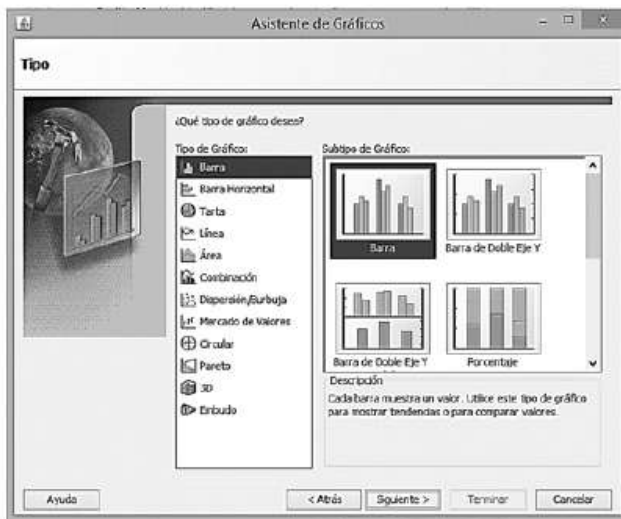 Asistente de Gráficos
Tipo
¿Qué tipo de gráfico desea?
Tipo de Gráfico:
Barra
Barra Horizontal
Tarta
Línea
Área
Combinación
Dispersión/Burbuja
Mercado de Valores
Circular
Pareto
3D
Embudo
Subtipo de Gráfico:
Barra
Barra de Doble Eje Y
Barra de Doble Eje Y
Porcentaje
Descripción
Cada barra muestra un valor. Utilice este tipo de gráfico
para mostrar tendencias o para comparar valores.
Ayuda
< Atrás
Siguiente >
Terminar
Cancelar